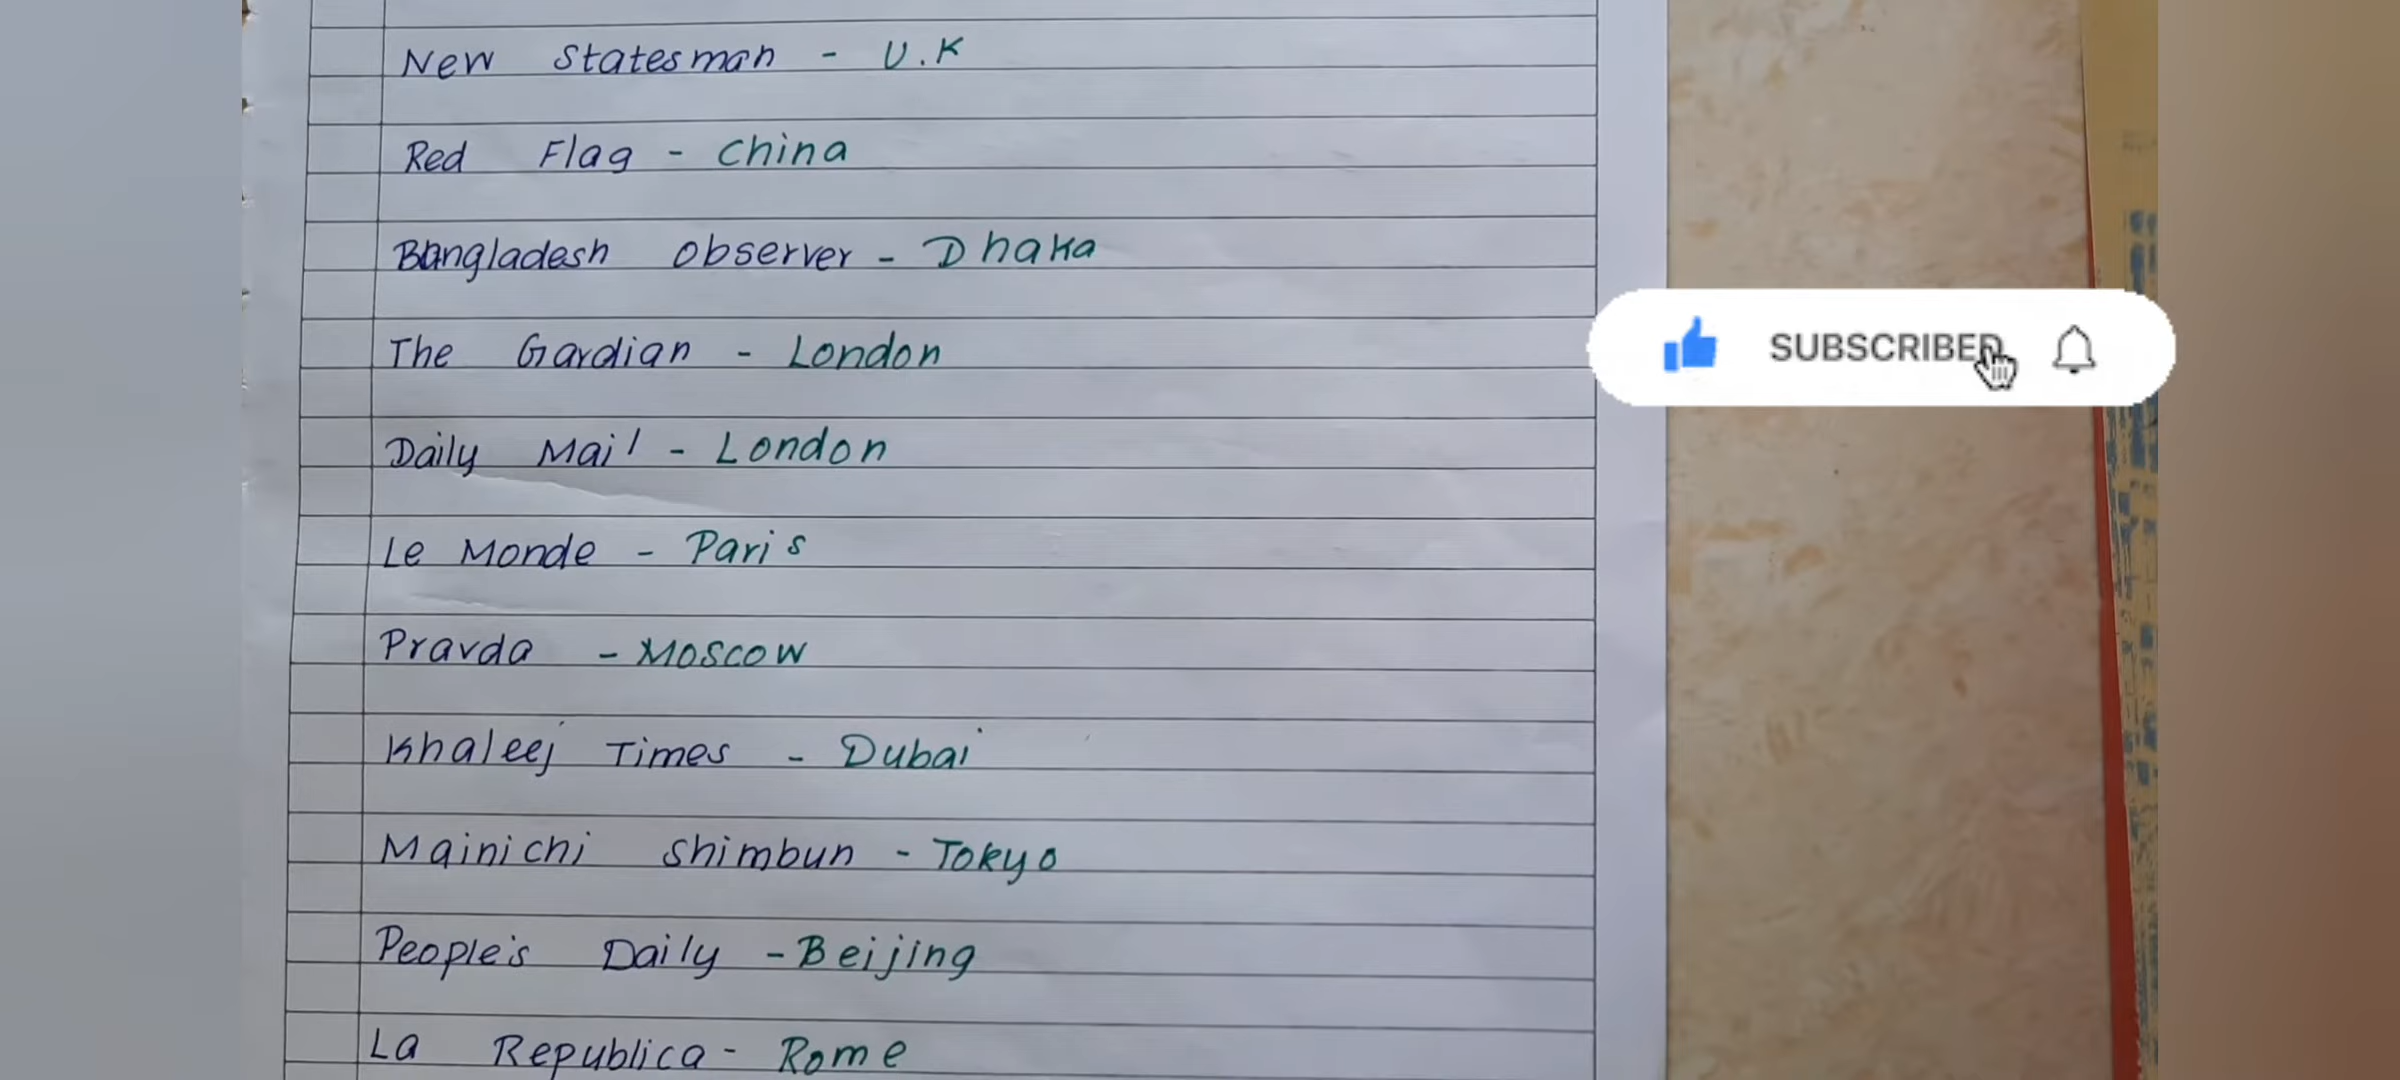 New Statesman - U.K
Red Flag - China
Bangladesh observer - Dhaka
The Gardian - London
SUBSCRIBED
Daily Mail - London
Le Monde - Paris
Pravda - Moscow
Khaleej Times - Dubai
Mainichi shimbun - Tokyo
People's Daily - Beijing
La Republica - Rome